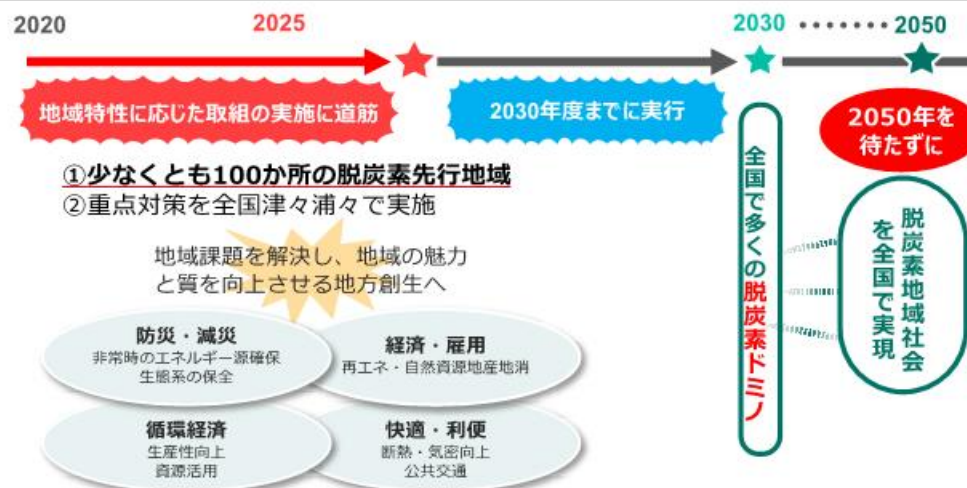 2020
2025
2030 ・・・・・・・ 2050
地域特性に応じた取組の実施に道筋
2030年度までに実行
2050年を
待たずに
①少なくとも100か所の脱炭素先行地域
②重点対策を全国津々浦々で実施
地域課題を解決し、地域の魅力
と質を向上させる地方創生へ
防災・減災
非常時のエネルギー源確保
生態系の保全
経済・雇用
再エネ・自然資源地産地消
循環経済
生産性向上
資源活用
快適・利便
断熱・気密向上
公共交通
全国で多くの脱炭素ドミノ
脱炭素地域社会
を全国で実現